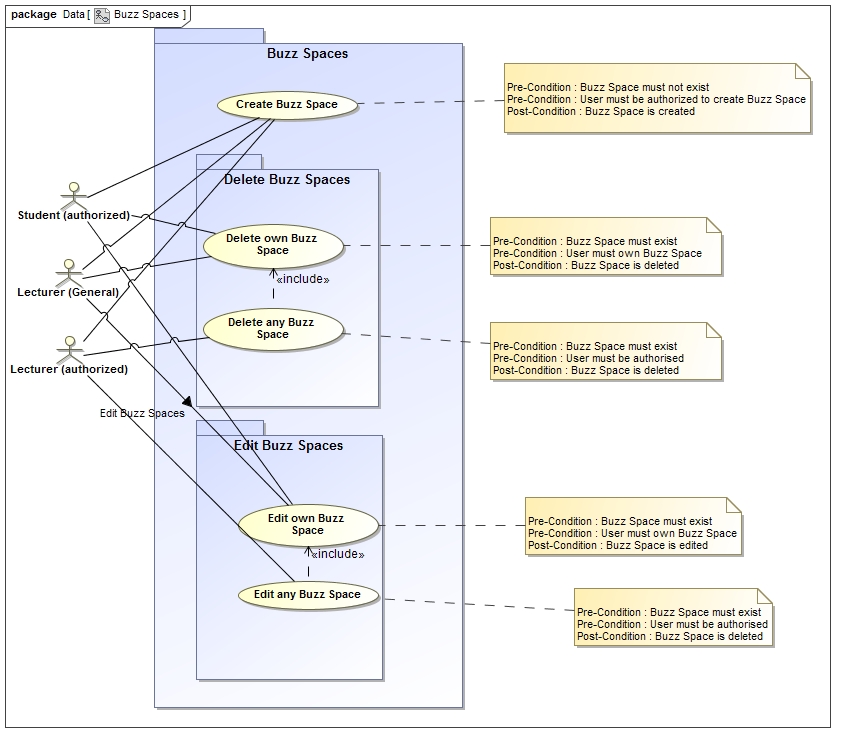 package Data [ Buzz Spaces ]
Buzz Spaces
Create Buzz Space
Pre-Condition : Buzz Space must not exist
Pre-Condition : User must be authorized to create Buzz Space
Post-Condition : Buzz Space is created
Delete Buzz Spaces
Student (authorized)
Delete own Buzz
Space
Pre-Condition : Buzz Space must exist
Pre-Condition : User must own Buzz Space
Post-Condition : Buzz Space is deleted
«include»
Lecturer (General)
Delete any Buzz
Space
Pre-Condition : Buzz Space must exist
Pre-Condition : User must be authorised
Post-Condition : Buzz Space is deleted
Lecturer (authorized)
Edit Buzz Spaces
Edit Buzz Spaces
Edit own Buzz
Space
Pre-Condition : Buzz Space must exist
Pre-Condition : User must own Buzz Space
Post-Condition : Buzz Space is edited
«include»
Edit any Buzz Space
Pre-Condition : Buzz Space must exist
Pre-Condition : User must be authorised
Post-Condition : Buzz Space is deleted